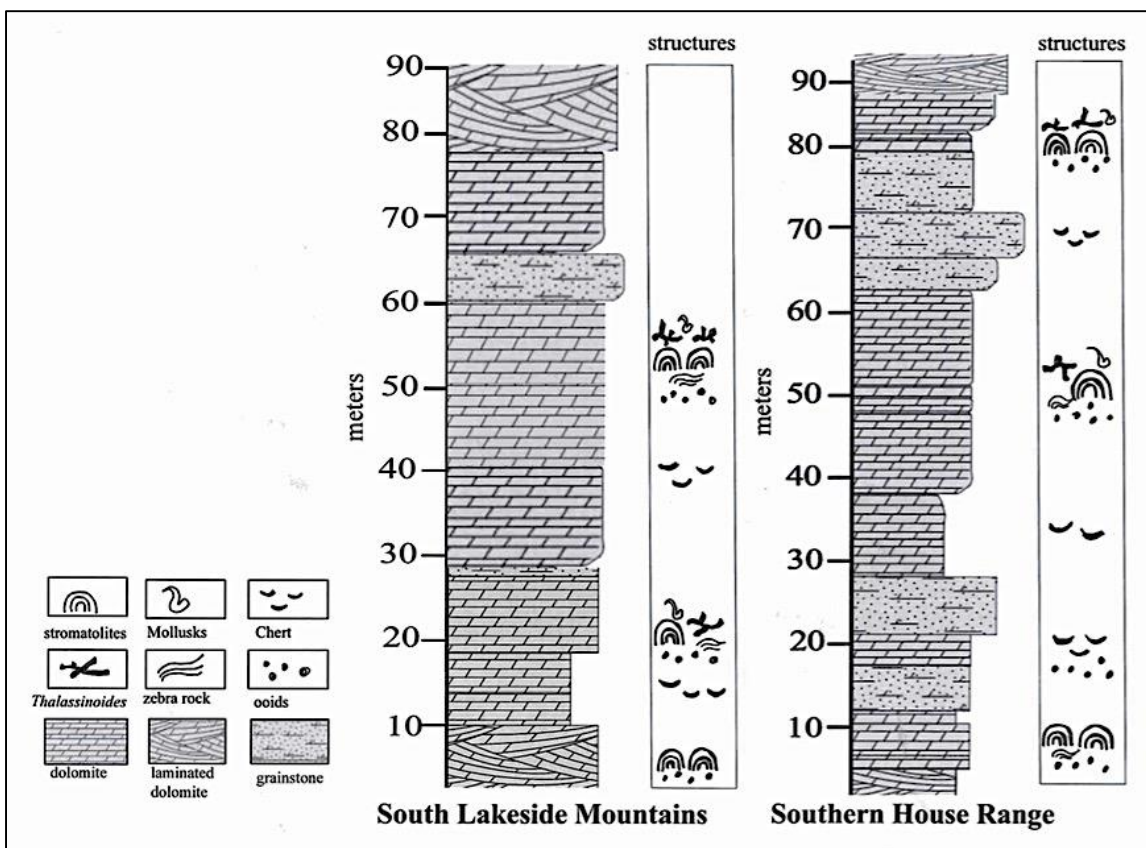 structures
structures
90
80
70
60
50
40
30
20
10
meters
90
80
70
60
50
40
30
20
10
meters
stromatolites
Mollusks
Chert
Thalassinoides
zebra rock
ooids
dolomite
laminated
dolomite
grainstone
South Lakeside Mountains
Southern House Range